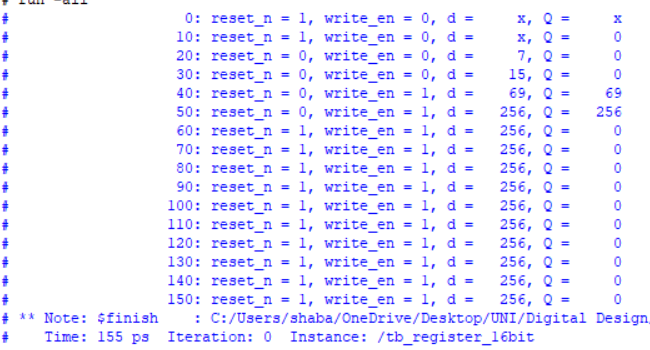 # run -all
# 0: reset_n = 1, write_en = 0, d = x, Q = x
# 10: reset_n = 1, write_en = 0, d = x, Q = 0
# 20: reset_n = 0, write_en = 0, d = 7, Q = 0
# 30: reset_n = 0, write_en = 0, d = 15, Q = 0
# 40: reset_n = 0, write_en = 1, d = 69, Q = 69
# 50: reset_n = 0, write_en = 1, d = 256, Q = 256
# 60: reset_n = 1, write_en = 1, d = 256, Q = 0
# 70: reset_n = 1, write_en = 1, d = 256, Q = 0
# 80: reset_n = 1, write_en = 1, d = 256, Q = 0
# 90: reset_n = 1, write_en = 1, d = 256, Q = 0
# 100: reset_n = 1, write_en = 1, d = 256, Q = 0
# 110: reset_n = 1, write_en = 1, d = 256, Q = 0
# 120: reset_n = 1, write_en = 1, d = 256, Q = 0
# 130: reset_n = 1, write_en = 1, d = 256, Q = 0
# 140: reset_n = 1, write_en = 1, d = 256, Q = 0
# 150: reset_n = 1, write_en = 1, d = 256, Q = 0
# ** Note: $finish : C:/Users/shaba/OneDrive/Desktop/UNI/Digital Design/
# Time: 155 ps Iteration: 0 Instance: /tb_register_16bit